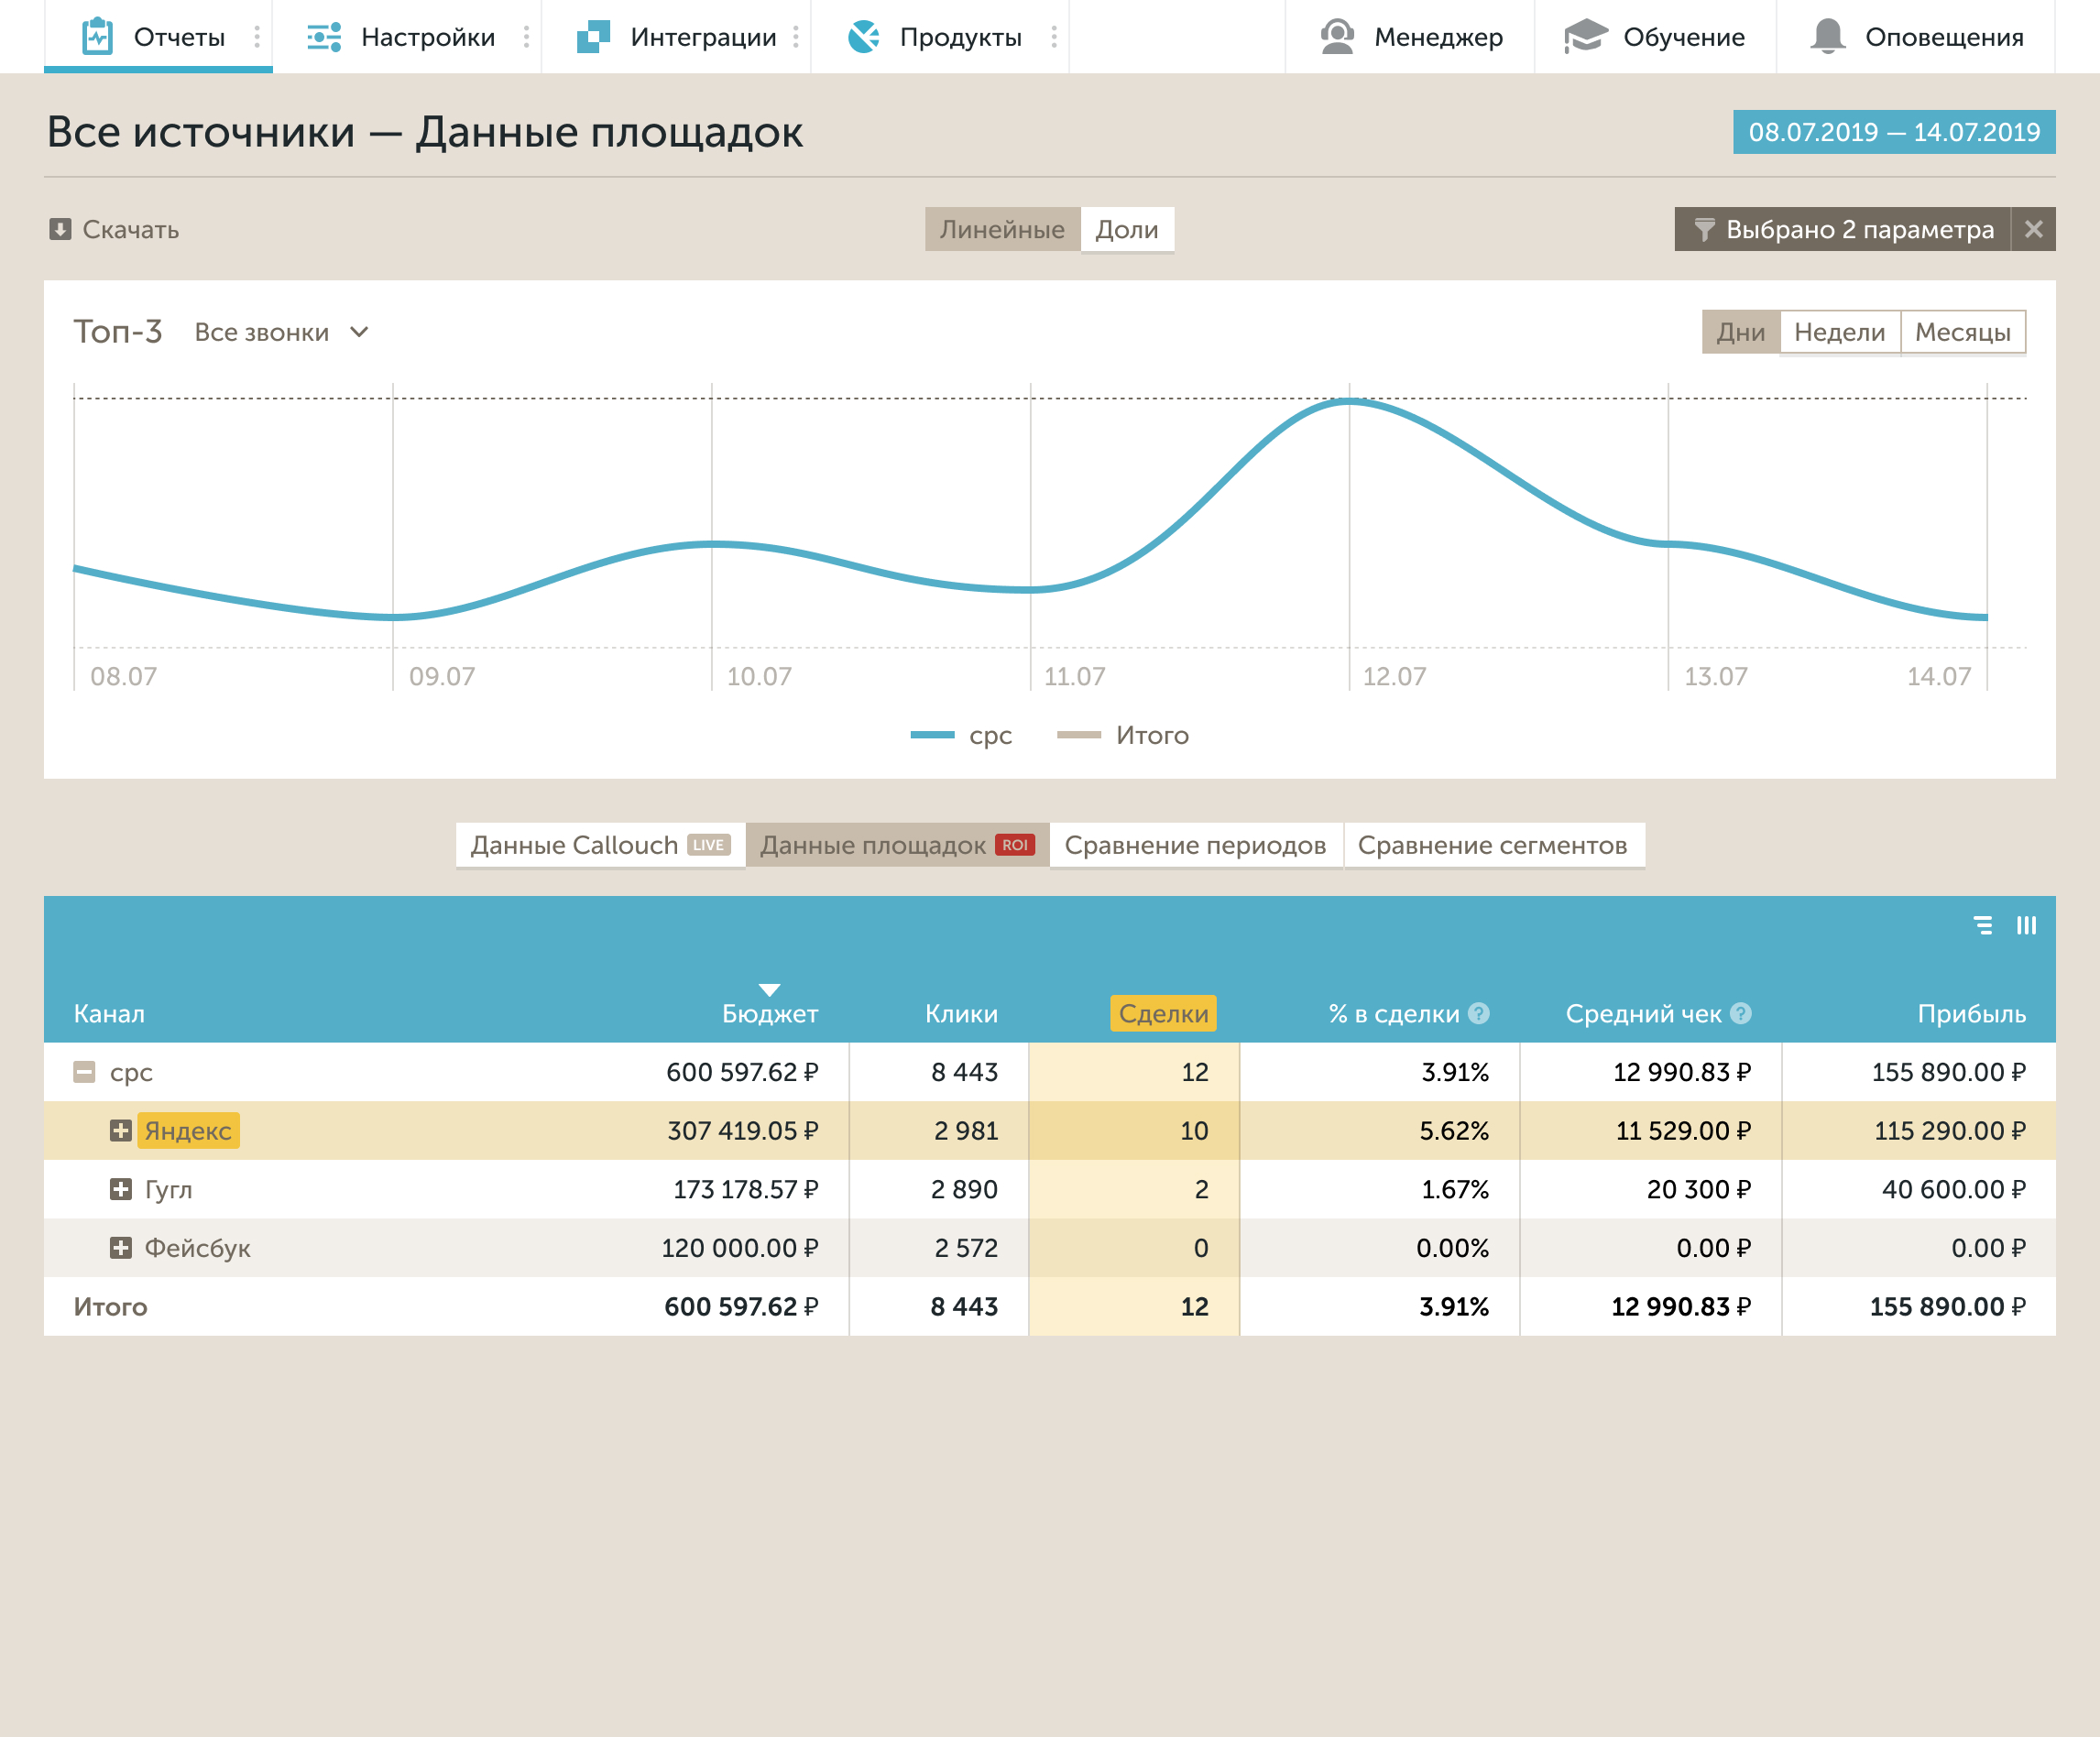 Отчеты Настройки Интеграции Продукты Менеджер Обучение Оповещения
Все источники — Данные площадок 08.07.2019 — 14.07.2019
Скачать Линейные Доли Выбрано 2 параметра
Топ-3 Все звонки Дни Недели Месяцы
08.07 09.07 10.07 11.07 12.07 13.07 14.07
cpc Итого
Данные Callouch LIVE Данные площадок ROI Сравнение периодов Сравнение сегментов
Канал Бюджет Клики Сделки % в сделки ? Средний чек ? Прибыль
cpc 600 597.62 ₽ 8 443 12 3.91% 12 990.83 ₽ 155 890.00 ₽
Яндекс 307 419.05 ₽ 2 981 10 5.62% 11 529.00 ₽ 115 290.00 ₽
Гугл 173 178.57 ₽ 2 890 2 1.67% 20 300 ₽ 40 600.00 ₽
Фейсбук 120 000.00 ₽ 2 572 0 0.00% 0.00 ₽ 0.00 ₽
Итого 600 597.62 ₽ 8 443 12 3.91% 12 990.83 ₽ 155 890.00 ₽